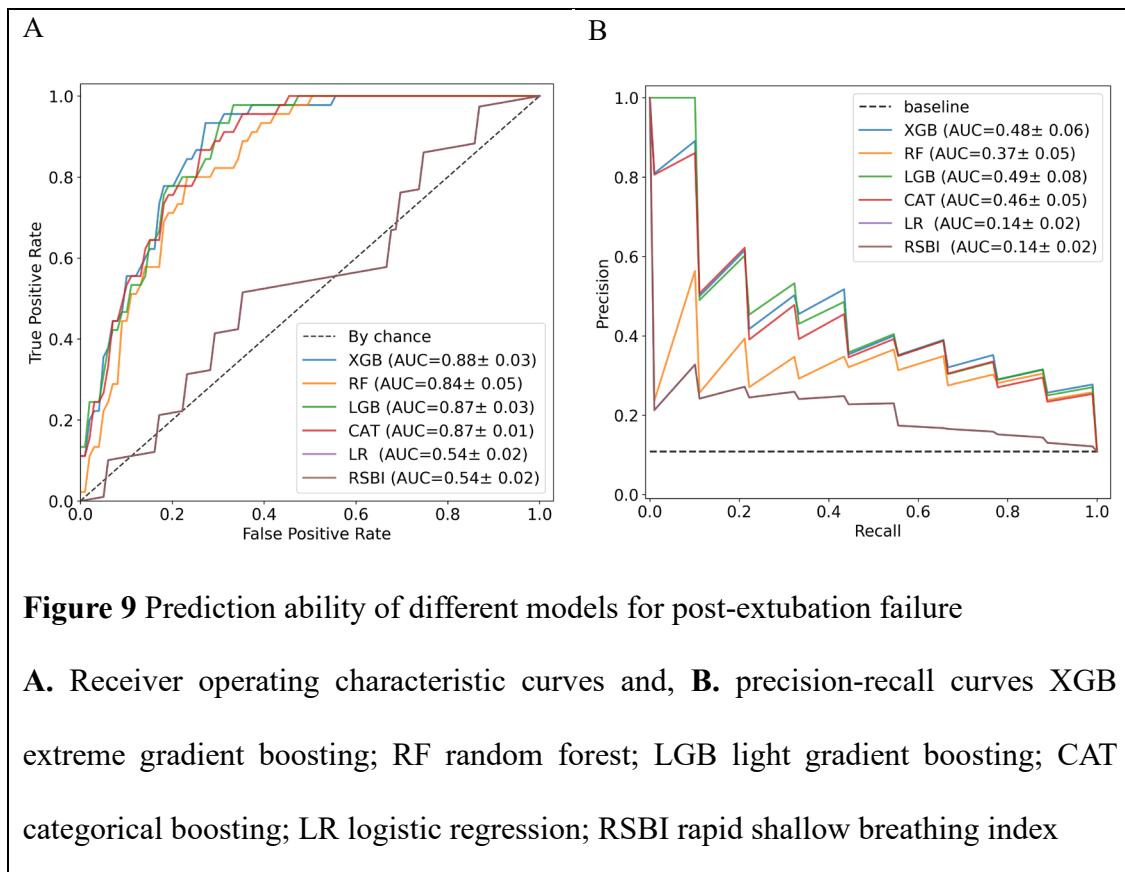 A
B
1.0
0.8
0.6
0.4
0.2
0.0
True Positive Rate
By chance
XGB (AUC=0.88± 0.03)
RF (AUC=0.84± 0.05)
LGB (AUC=0.87± 0.03)
CAT (AUC=0.87± 0.01)
LR (AUC=0.54± 0.02)
RSBI (AUC=0.54± 0.02)
0.0 0.2 0.4 0.6 0.8 1.0
False Positive Rate
1.0
0.8
0.6
0.4
0.2
0.0
Precision
baseline
XGB (AUC=0.48± 0.06)
RF (AUC=0.37± 0.05)
LGB (AUC=0.49± 0.08)
CAT (AUC=0.46± 0.05)
LR (AUC=0.14± 0.02)
RSBI (AUC=0.14± 0.02)
0.0 0.2 0.4 0.6 0.8 1.0
Recall
Figure 9 Prediction ability of different models for post-extubation failure
A. Receiver operating characteristic curves and, B. precision-recall curves XGB
extreme gradient boosting; RF random forest; LGB light gradient boosting; CAT
categorical boosting; LR logistic regression; RSBI rapid shallow breathing index